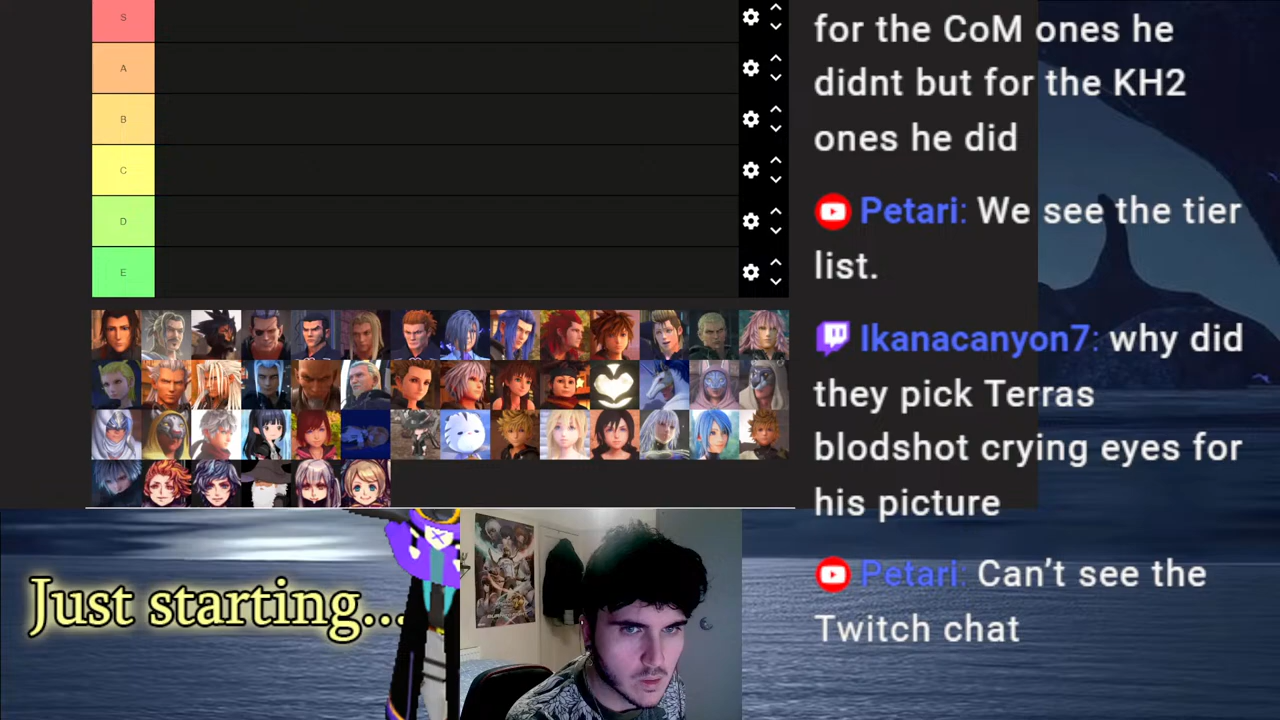 S
A
B
C
D
E
for the CoM ones he
didnt but for the KH2
ones he did
Petari: We see the tier
list.
Ikanacanyon7: why did
they pick Terras
blodshot crying eyes for
his picture
Petari: Can't see the
Twitch chat
Just starting...